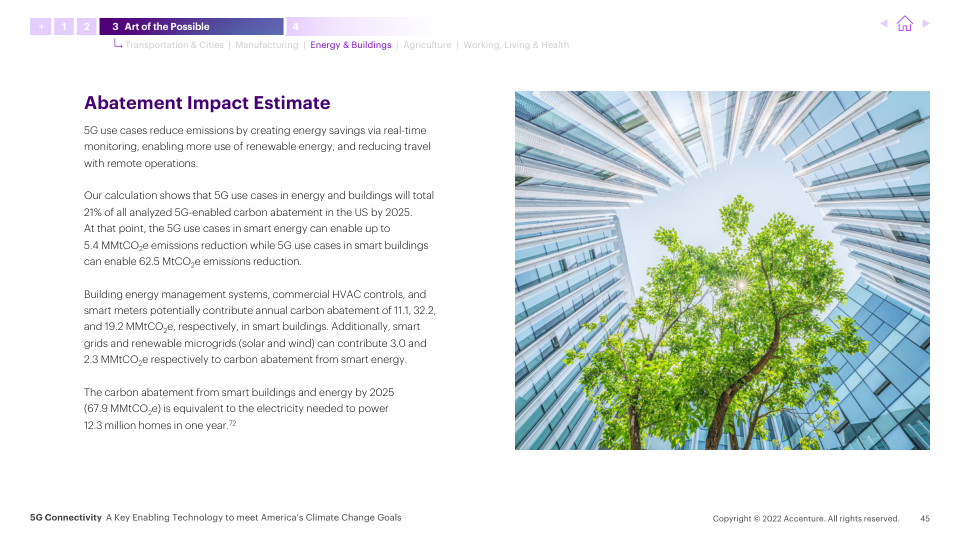 + 1 2 3 Art of the Possible 4
Transportation & Cities | Manufacturing | Energy & Buildings | Agriculture | Working, Living & Health
Abatement Impact Estimate
5G use cases reduce emissions by creating energy savings via real-time
monitoring, enabling more use of renewable energy, and reducing travel
with remote operations.
Our calculation shows that 5G use cases in energy and buildings will total
21% of all analyzed 5G-enabled carbon abatement in the US by 2025.
At that point, the 5G use cases in smart energy can enable up to
5.4 MMtCO₂e emissions reduction while 5G use cases in smart buildings
can enable 62.5 MtCO₂e emissions reduction.
Building energy management systems, commercial HVAC controls, and
smart meters potentially contribute annual carbon abatement of 11.1, 32.2,
and 19.2 MMtCO₂e, respectively, in smart buildings. Additionally, smart
grids and renewable microgrids (solar and wind) can contribute 3.0 and
2.3 MMtCO₂e respectively to carbon abatement from smart energy.
The carbon abatement from smart buildings and energy by 2025
(67.9 MMtCO₂e) is equivalent to the electricity needed to power
12.3 million homes in one year.⁷²
5G Connectivity A Key Enabling Technology to meet America's Climate Change Goals
Copyright © 2022 Accenture. All rights reserved. 45